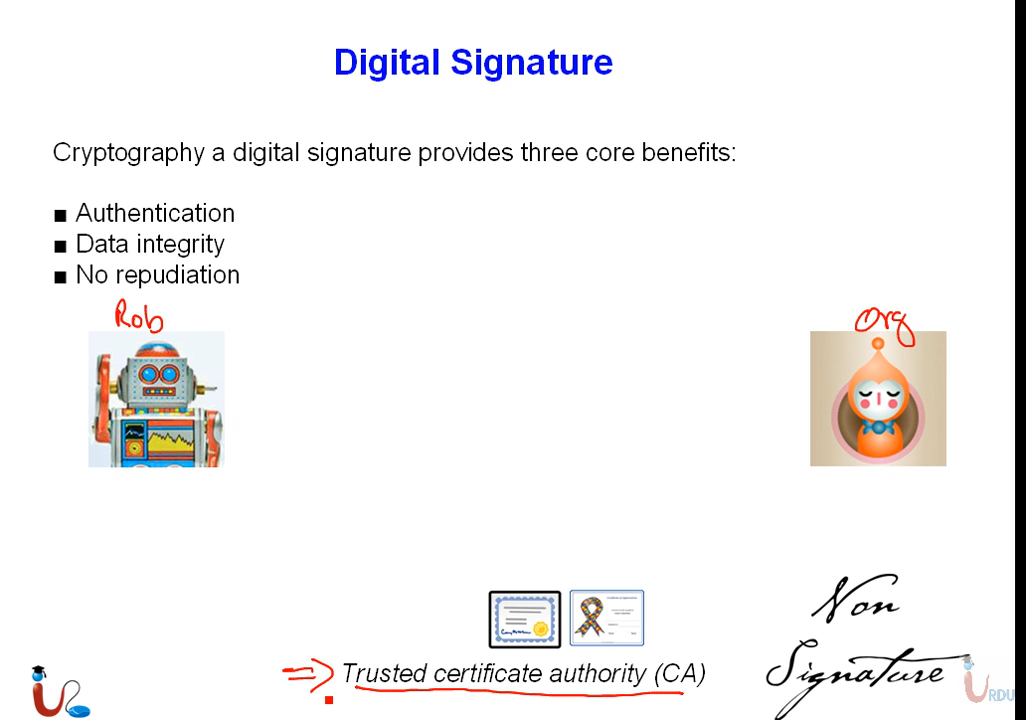 Digital Signature
Cryptography a digital signature provides three core benefits:
■ Authentication
■ Data integrity
■ No repudiation
Rob
Org
Trusted certificate authority (CA)
Non
Signature
URDU